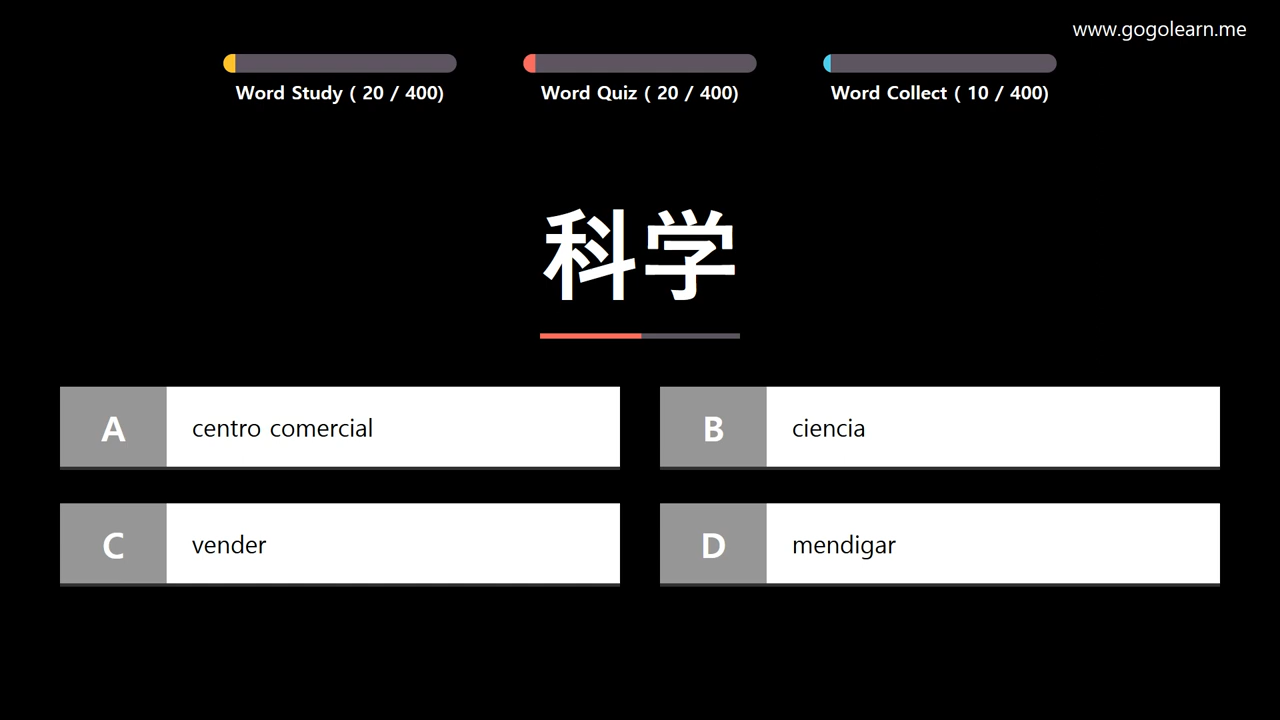 www.gogolearn.me
Word Study ( 20 / 400)
Word Quiz ( 20 / 400)
Word Collect ( 10 / 400)
科学
A centro comercial
B ciencia
C vender
D mendigar